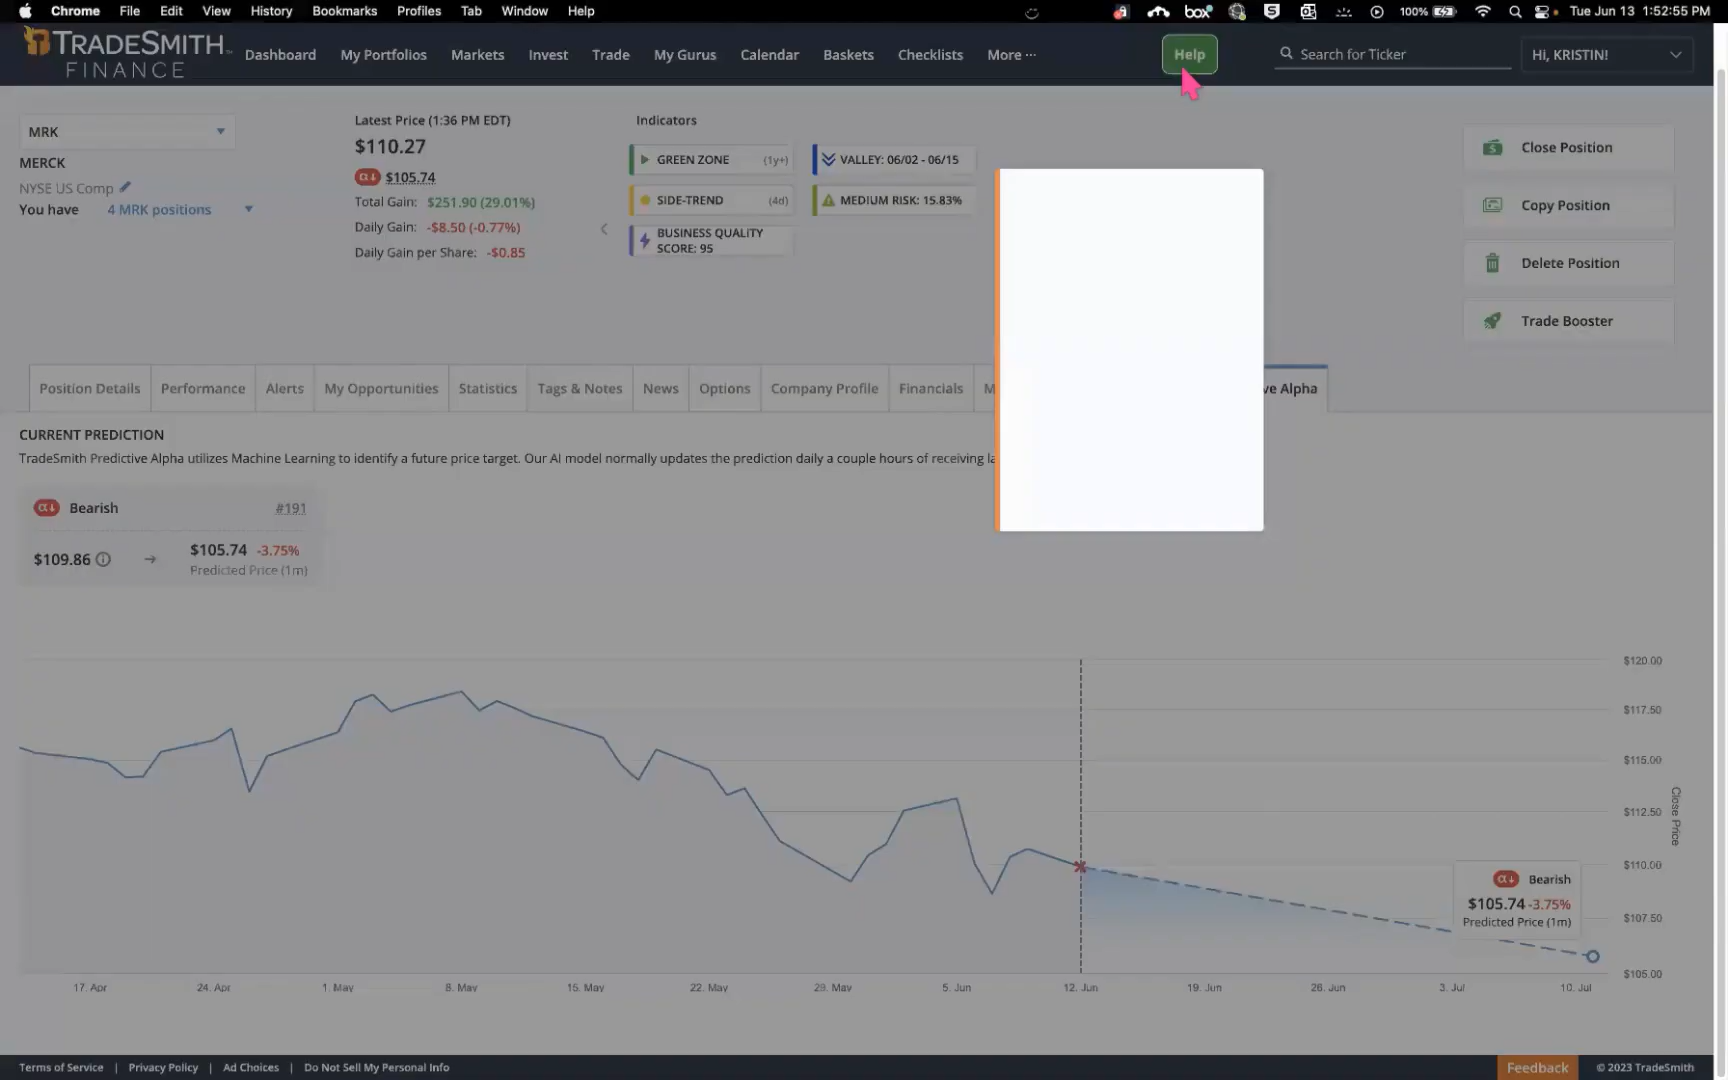 Chrome File Edit View History Bookmarks Profiles Tab Window Help box 100% Tue Jun 13 1:52:55 PM
TRADESMITH
FINANCE
Dashboard My Portfolios Markets Invest Trade My Gurus Calendar Baskets Checklists More ··· Help Search for Ticker Hi, KRISTIN!
MRK
MERCK
NYSE US Comp
You have 4 MRK positions
Latest Price (1:36 PM EDT)
$110.27
α↓ $105.74
Total Gain: $251.90 (29.01%)
Daily Gain: -$8.50 (-0.77%)
Daily Gain per Share: -$0.85
Indicators
GREEN ZONE (1y+)
VALLEY: 06/02 - 06/15
SIDE-TREND (4d)
MEDIUM RISK: 15.83%
BUSINESS QUALITY
SCORE: 95
Close Position
Copy Position
Delete Position
Trade Booster
Position Details Performance Alerts My Opportunities Statistics Tags & Notes News Options Company Profile Financials M ve Alpha
CURRENT PREDICTION
TradeSmith Predictive Alpha utilizes Machine Learning to identify a future price target. Our AI model normally updates the prediction daily a couple hours of receiving la
α↓ Bearish #191
$109.86 → $105.74 -3.75%
Predicted Price (1m)
$120.00
$117.50
$115.00
$112.50
$110.00
$107.50
$105.00
Close Price
α↓ Bearish
$105.74 -3.75%
Predicted Price (1m)
17. Apr 24. Apr 1. May 8. May 15. May 22. May 29. May 5. Jun 12. Jun 19. Jun 26. Jun 3. Jul 10. Jul
Terms of Service | Privacy Policy | Ad Choices | Do Not Sell My Personal Info
Feedback © 2023 TradeSmith